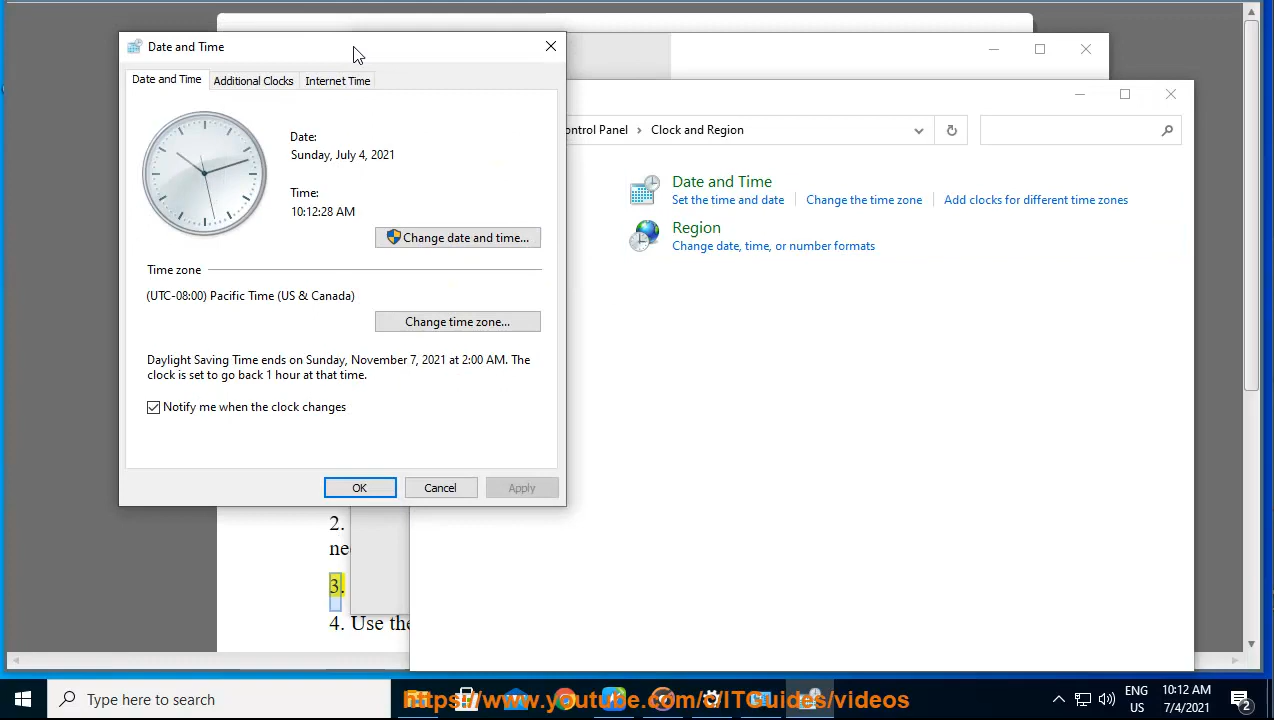 Date and Time
Date and Time
Additional Clocks
Internet Time
Date:
Sunday, July 4, 2021
Time:
10:12:28 AM
Change date and time...
Time zone
(UTC-08:00) Pacific Time (US & Canada)
Change time zone...
Daylight Saving Time ends on Sunday, November 7, 2021 at 2:00 AM. The
clock is set to go back 1 hour at that time.
Notify me when the clock changes
OK
Cancel
Apply
ontrol Panel › Clock and Region
Date and Time
Set the time and date
Change the time zone
Add clocks for different time zones
Region
Change date, time, or number formats
2.
ne
3.
4. Use the
Type here to search
https://www.youtube.com/c/ITGuides/videos
ENG
US
10:12 AM
7/4/2021
2